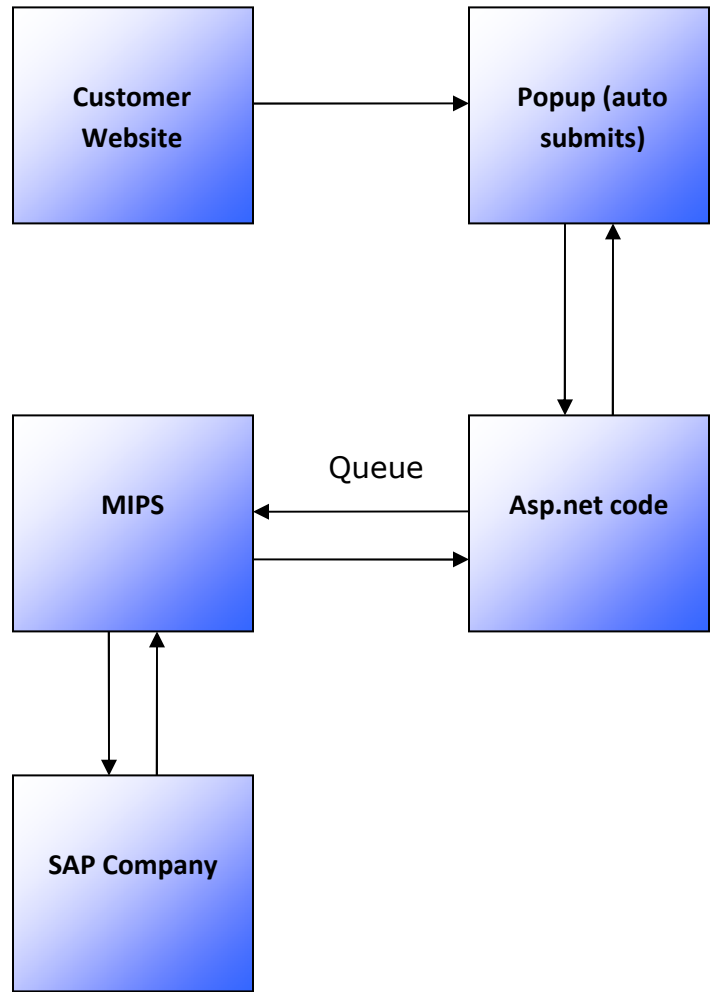 Customer
Website
Popup (auto
submits)
MIPS
Queue
Asp.net code
SAP Company